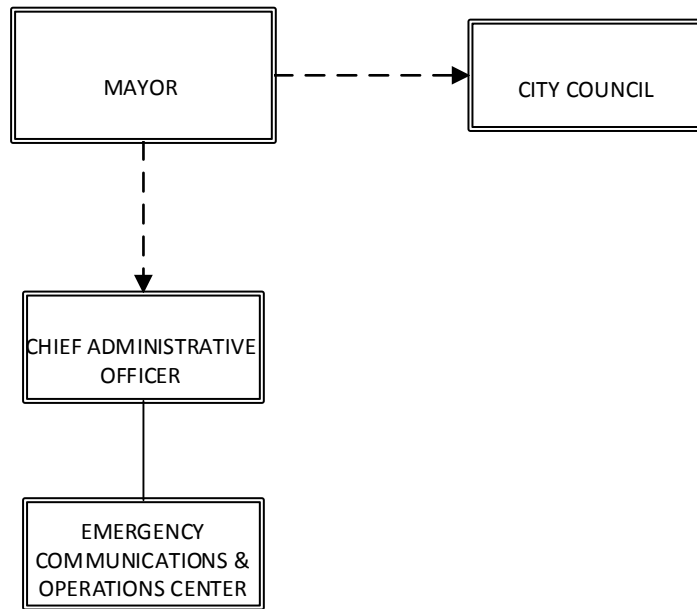 MAYOR
CITY COUNCIL
CHIEF ADMINISTRATIVE
OFFICER
EMERGENCY
COMMUNICATIONS &
OPERATIONS CENTER